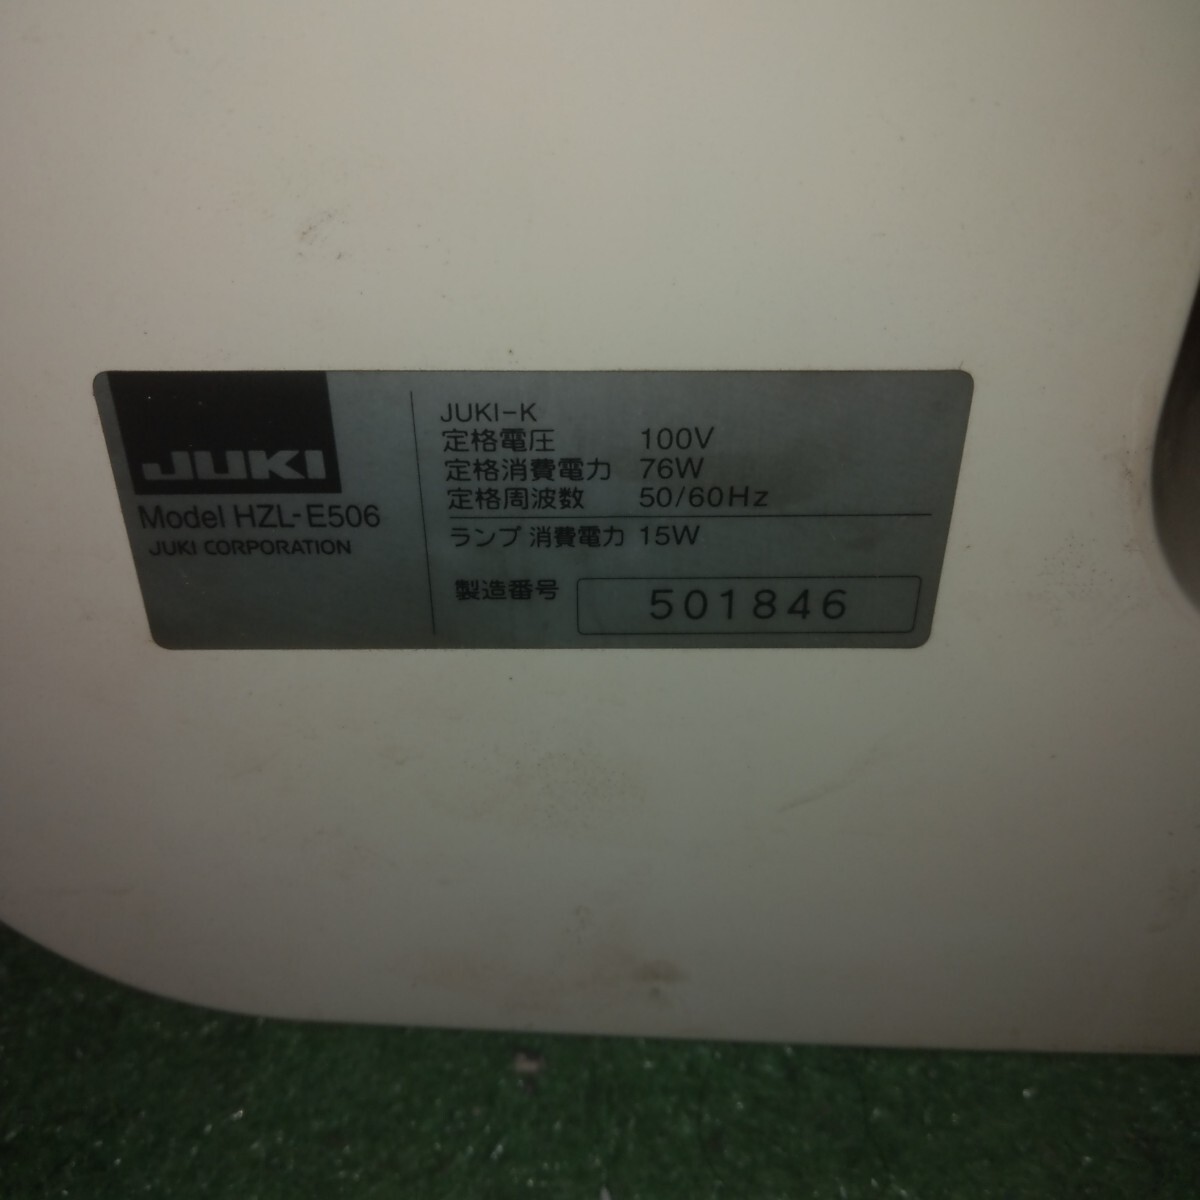 JUKI
Model HZL-E506
JUKI CORPORATION
JUKI-K
定格電圧 100V
定格消費電力 76W
定格周波数 50/60Hz
ランプ 消費電力 15W
製造番号 501846